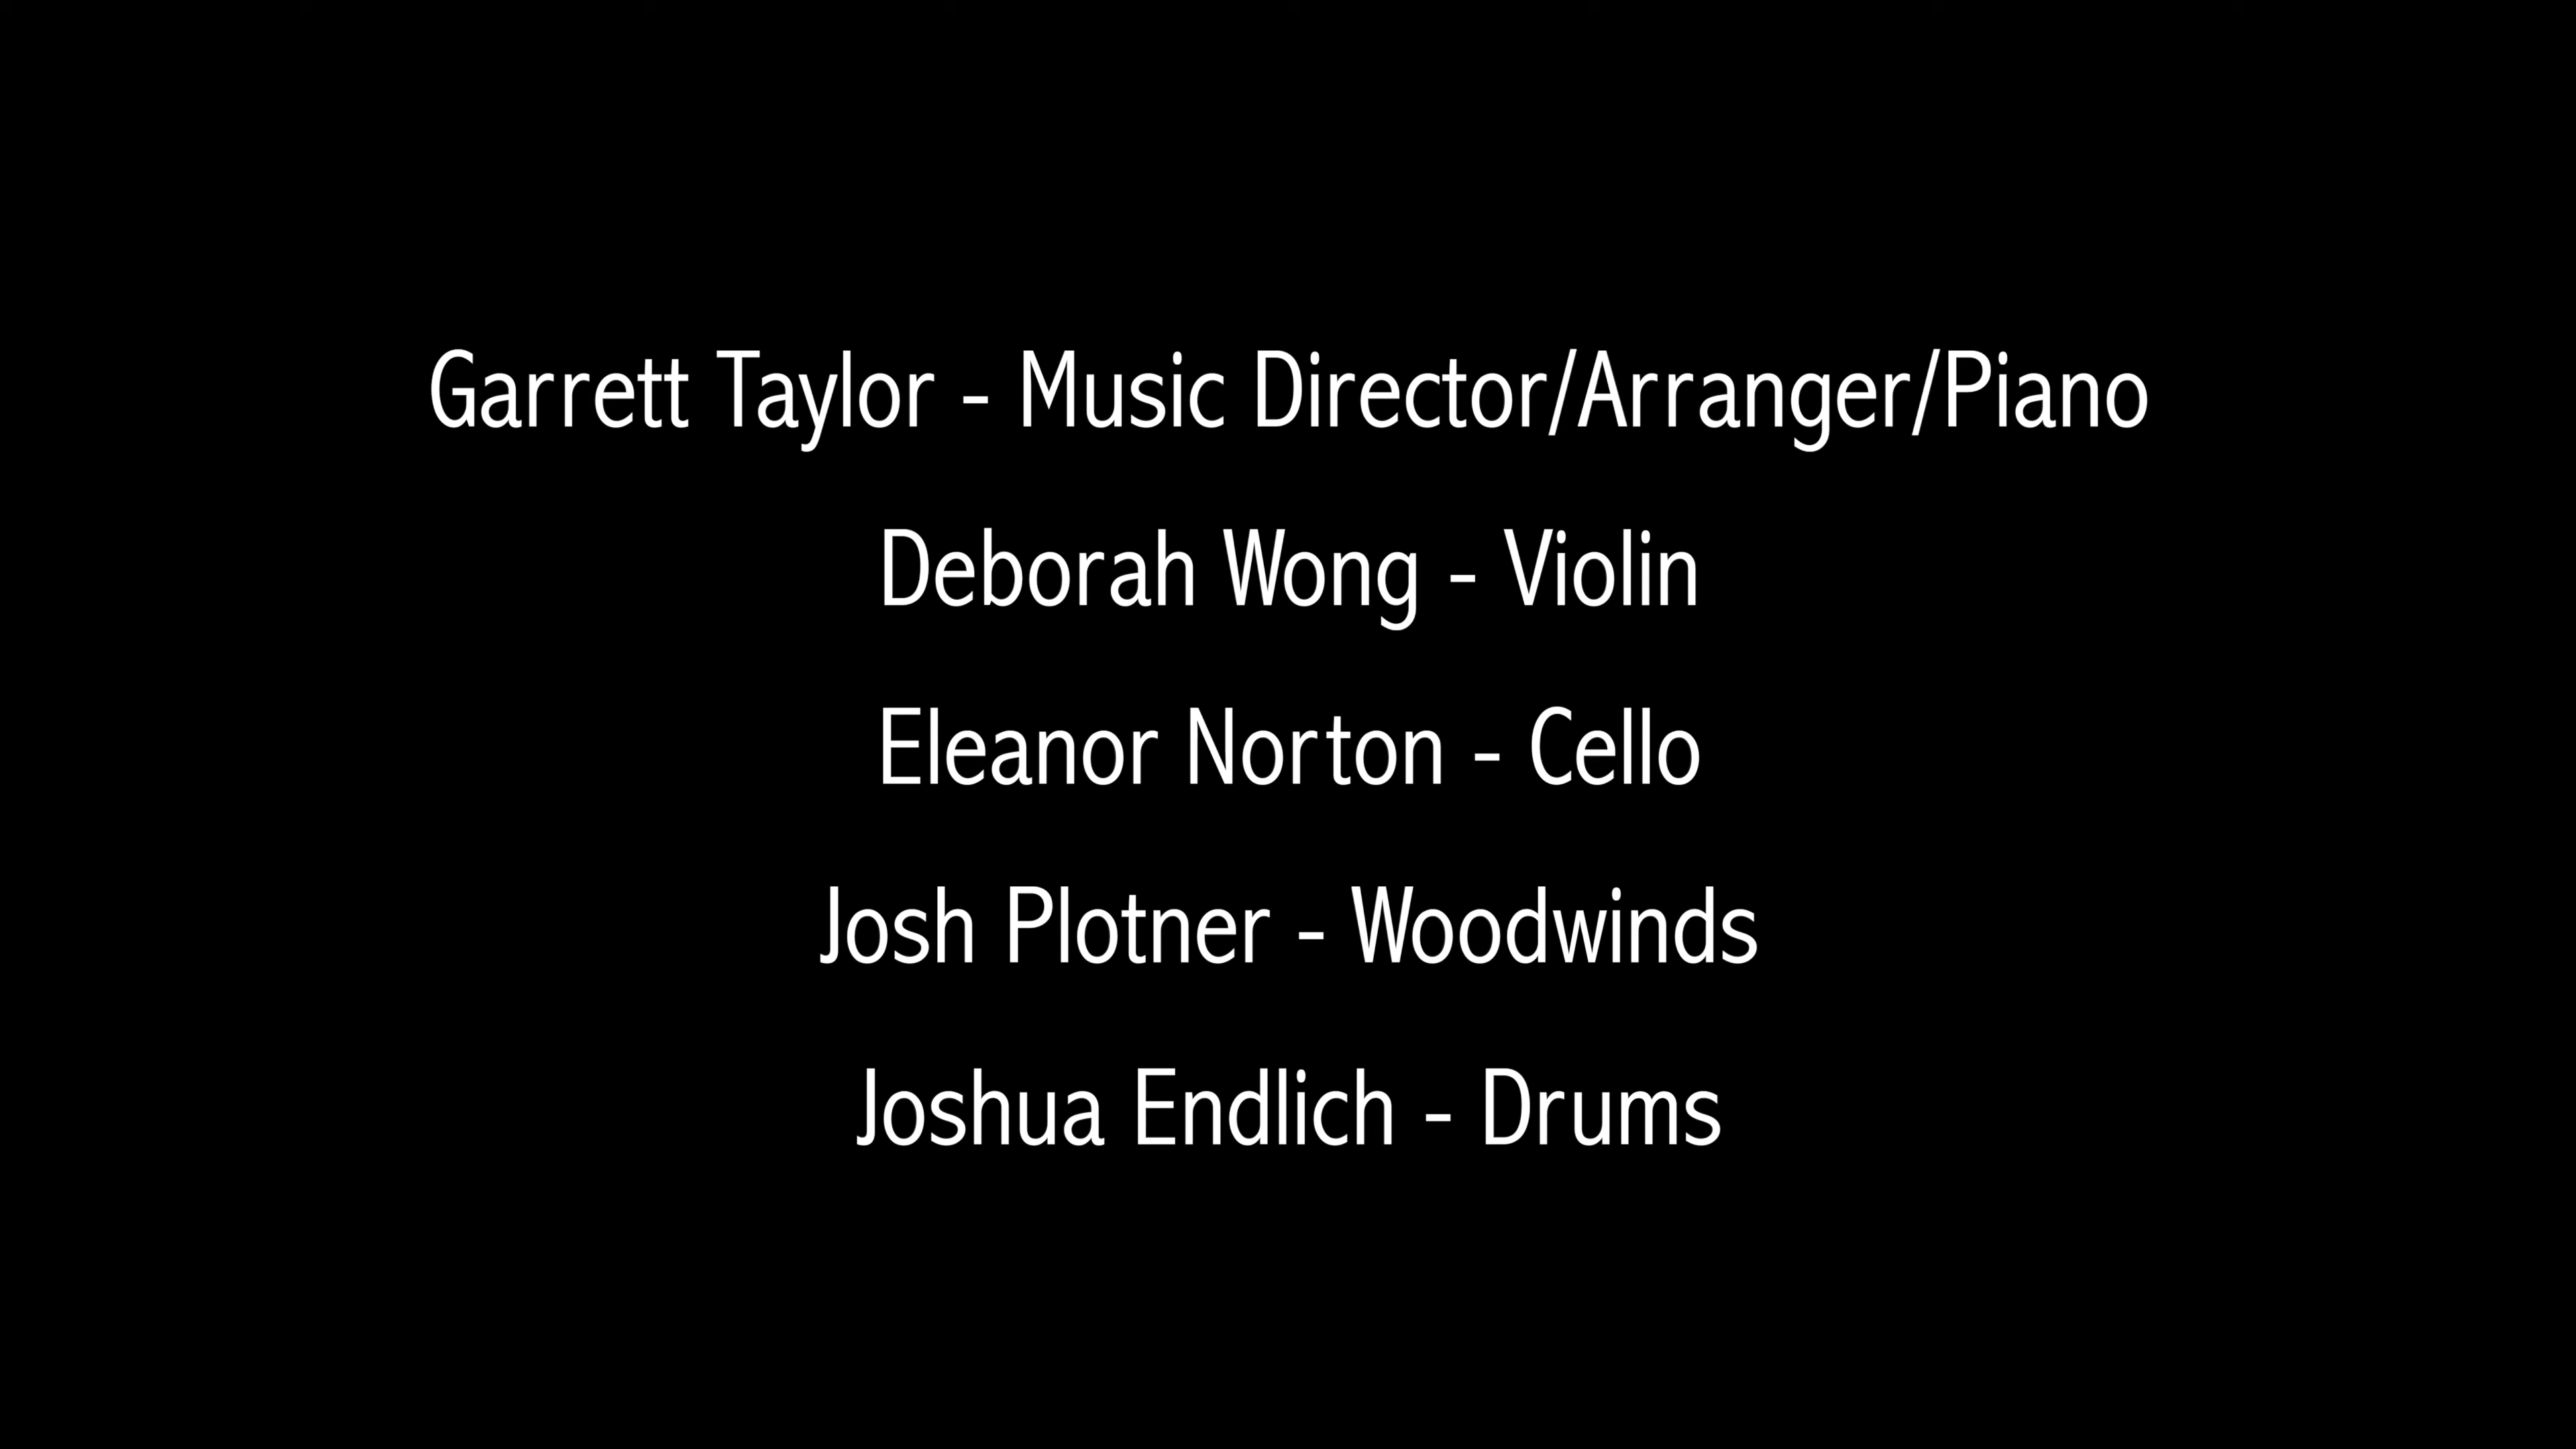 Garrett Taylor - Music Director/Arranger/Piano
Deborah Wong - Violin
Eleanor Norton - Cello
Josh Plotner - Woodwinds
Joshua Endlich - Drums